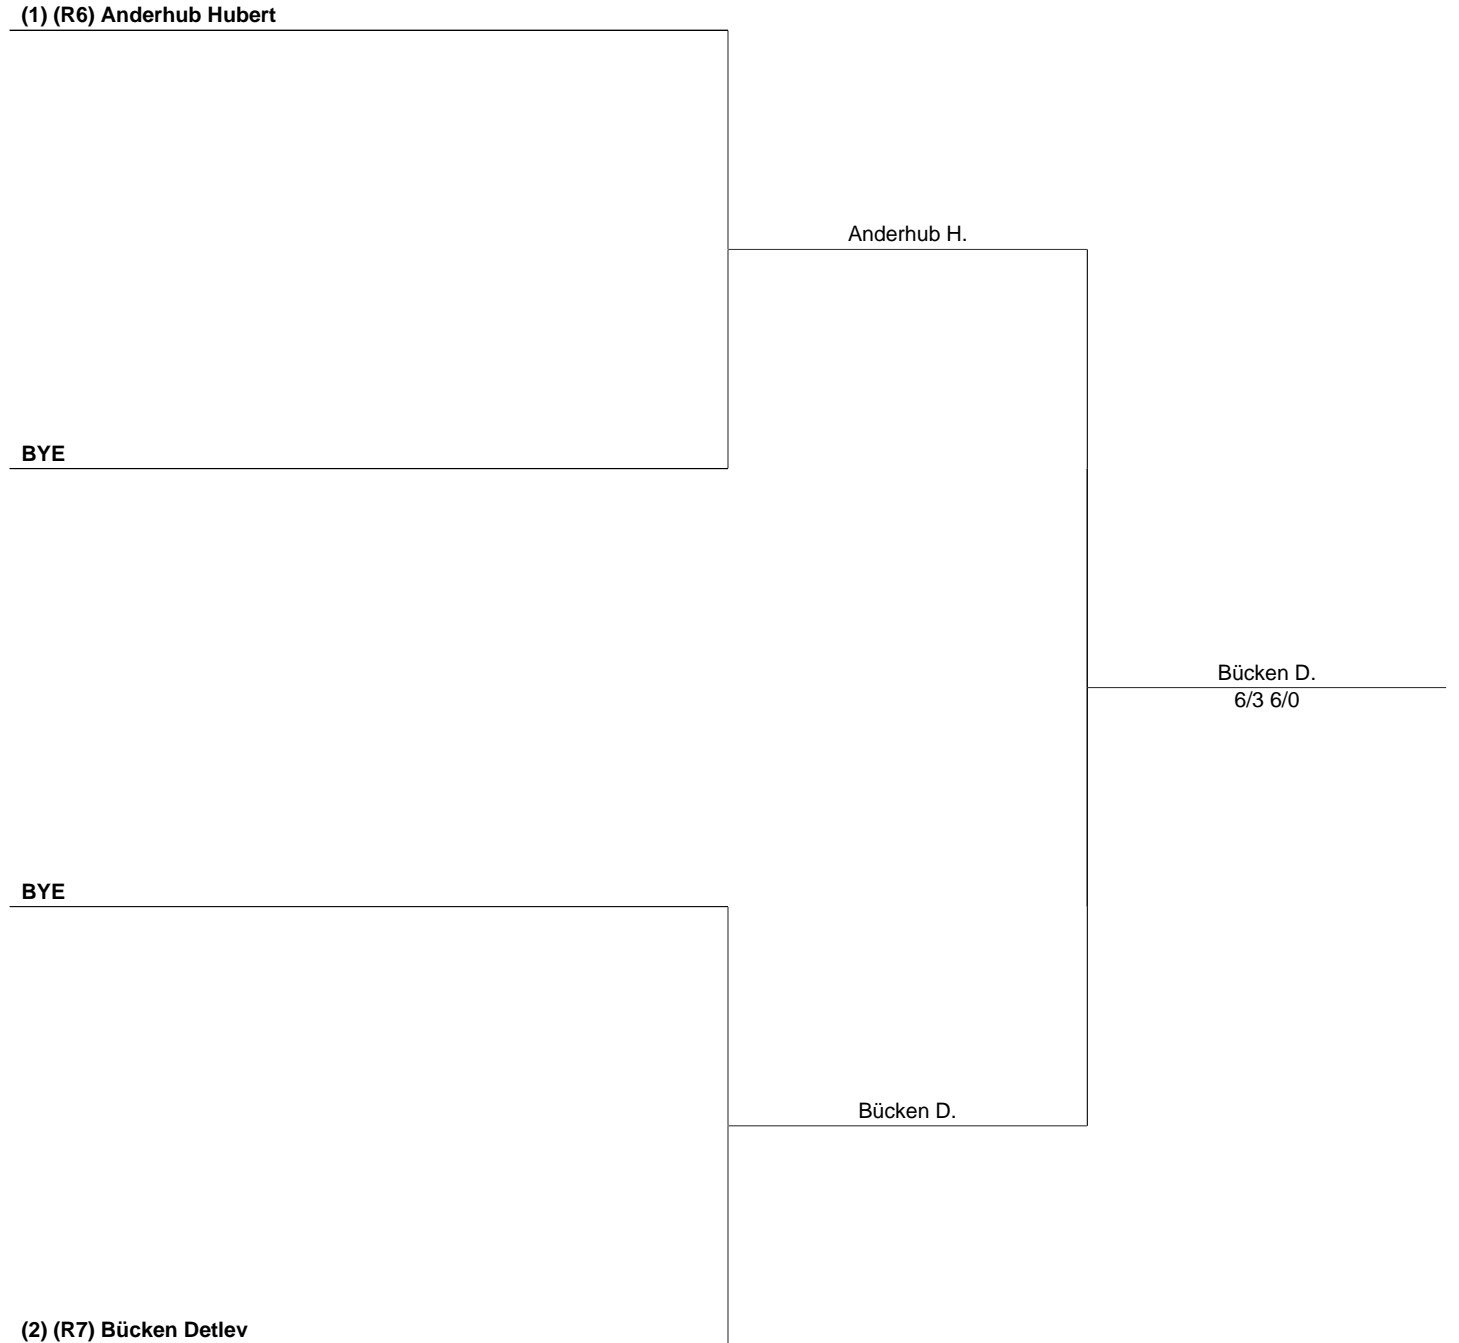 (1) (R6) Anderhub Hubert
Anderhub H.
BYE
Bücken D.
6/3 6/0
BYE
Bücken D.
(2) (R7) Bücken Detlev